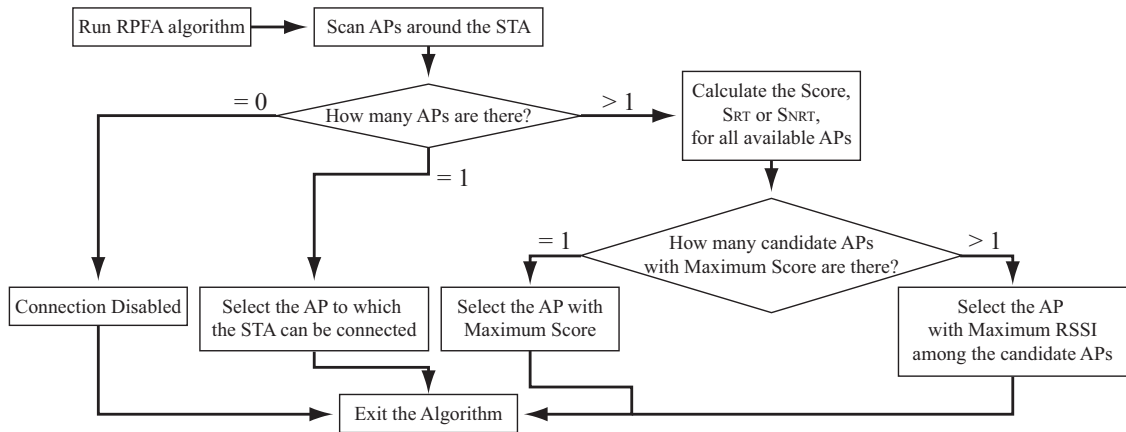 Run RPFA algorithm
Scan APs around the STA
= 0
How many APs are there?
> 1
= 1
Calculate the Score,
SRT or SNRT,
for all available APs
= 1
How many candidate APs
with Maximum Score are there?
> 1
Connection Disabled
Select the AP to which
the STA can be connected
Select the AP with
Maximum Score
Select the AP
with Maximum RSSI
among the candidate APs
Exit the Algorithm